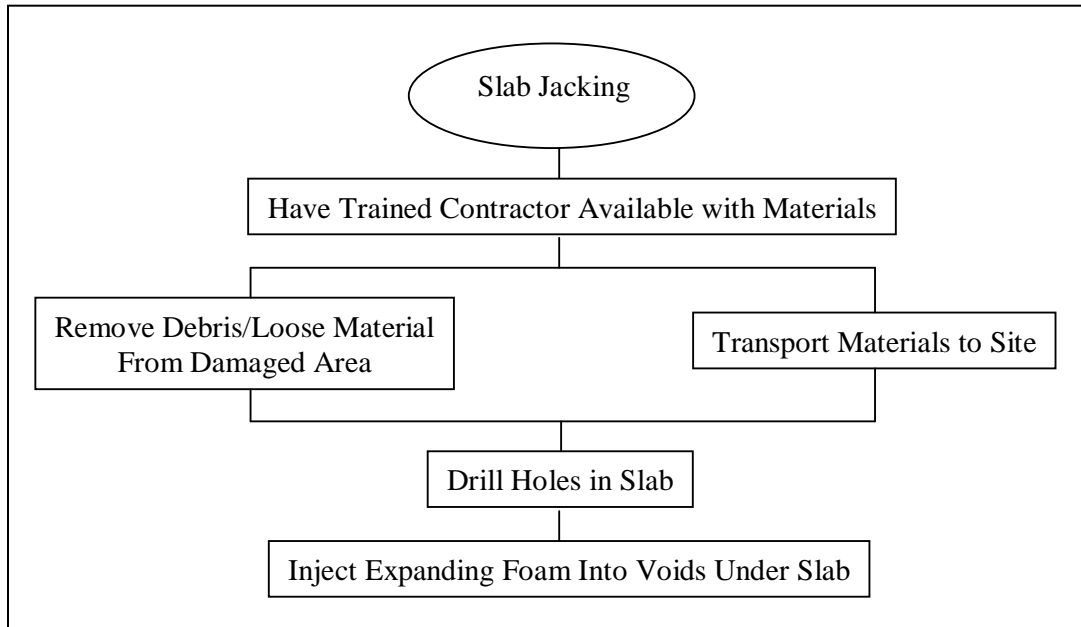 Slab Jacking
Have Trained Contractor Available with Materials
Remove Debris/Loose Material
From Damaged Area
Transport Materials to Site
Drill Holes in Slab
Inject Expanding Foam Into Voids Under Slab